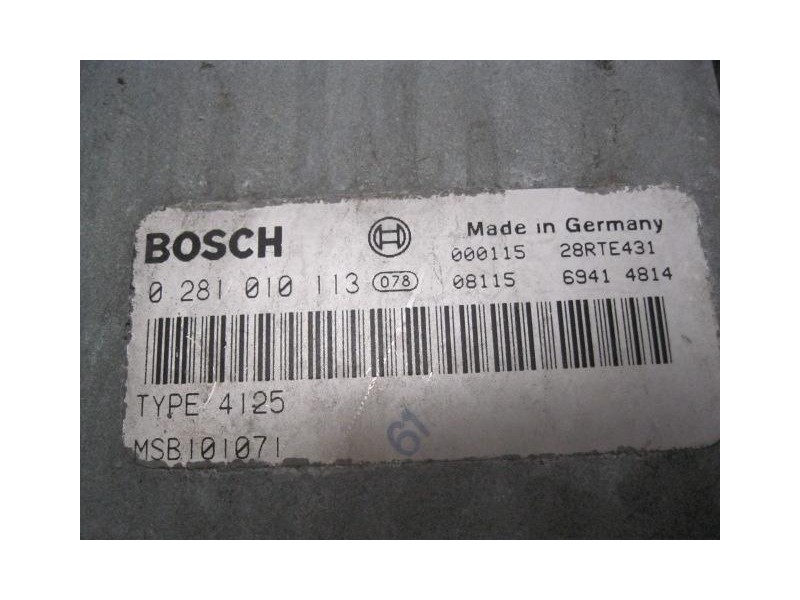 BOSCH
Made in Germany
000115 28RTE431
0 281 010 113 078
08115 6941 4814
TYPE 4125
MSB101071
61